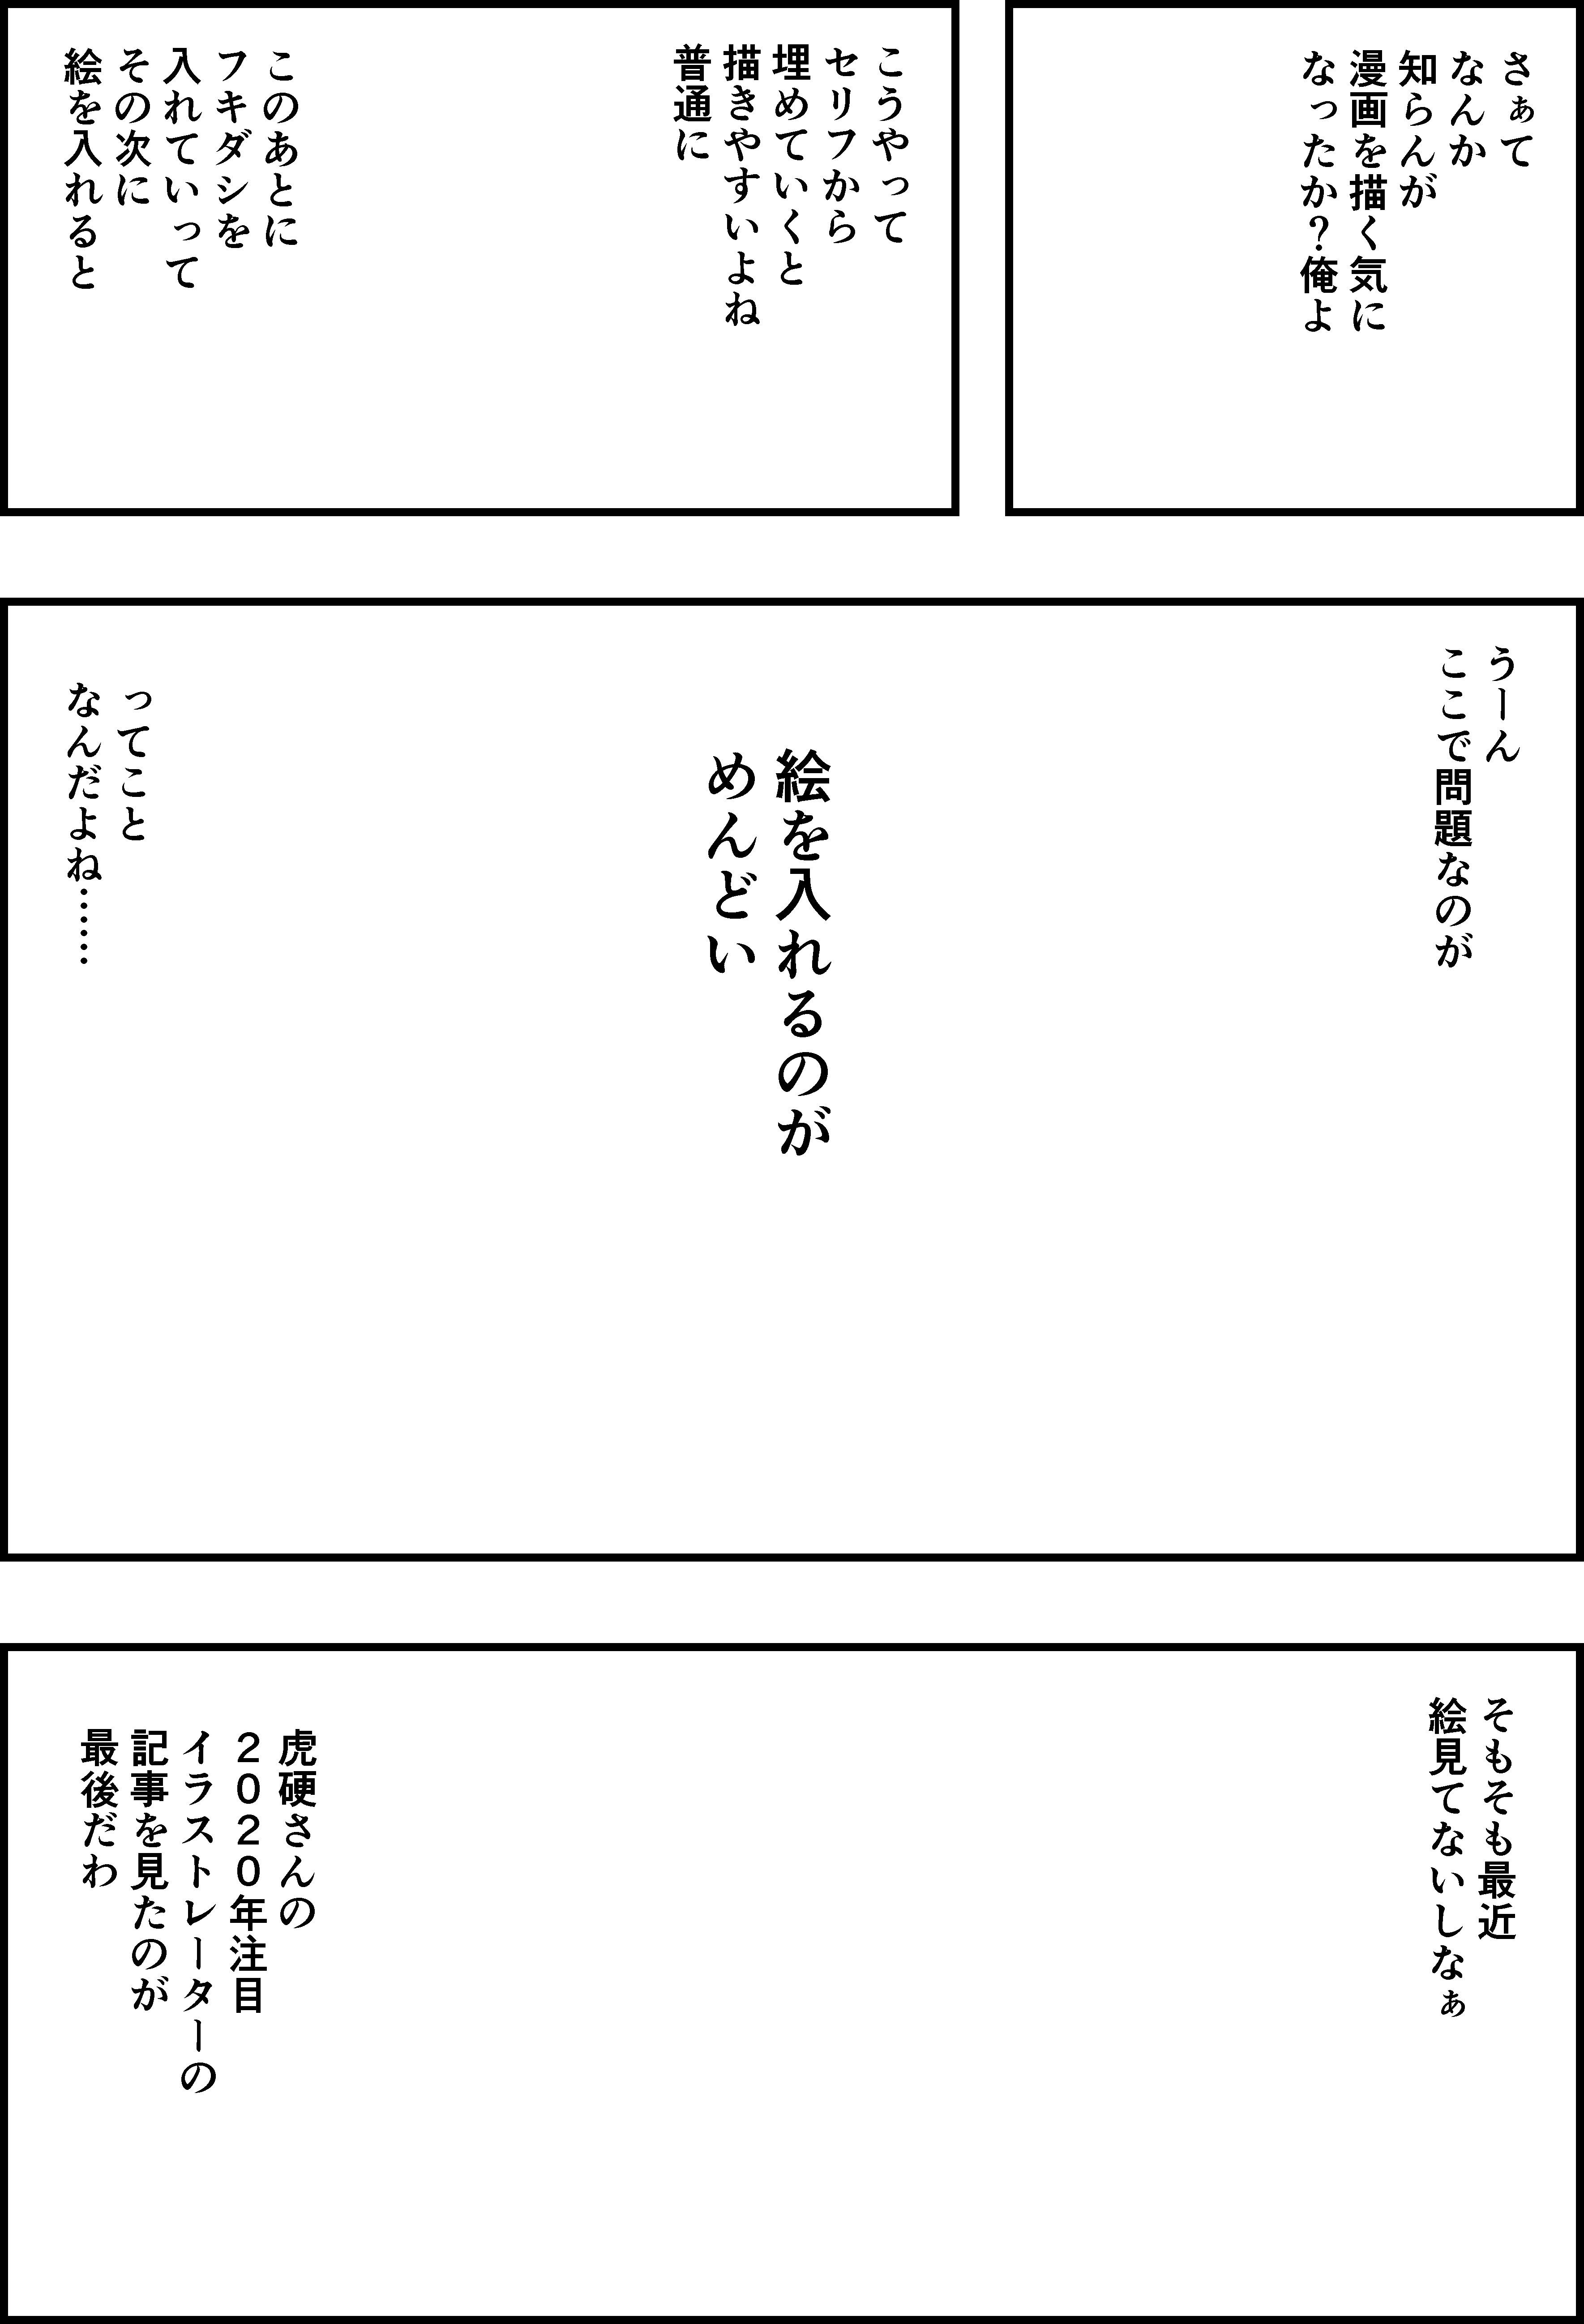 さぁて
なんか
知らんが
漫画を描く気に
なったか？俺よ
こうやって
セリフから
埋めていくと
描きやすいよね
普通に
このあとに
フキダシを
入れていって
その次に
絵を入れると
うーん
ここで問題なのが
絵を入れるのが
めんどい
ってこと
なんだよね……
そもそも最近
絵見てないしなぁ
虎硬さんの
２０２０年注目
イラストレーターの
記事を見たのが
最後だわ